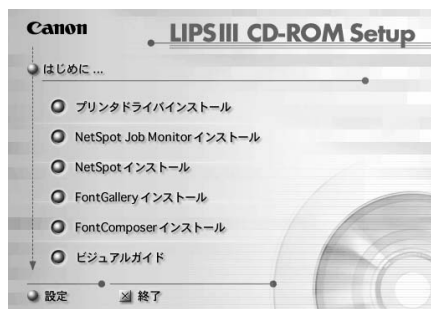 Canon
LIPSIII CD-ROM Setup
はじめに ...
プリンタドライバインストール
NetSpot Job Monitorインストール
NetSpotインストール
FontGalleryインストール
FontComposerインストール
ビジュアルガイド
設定
終了